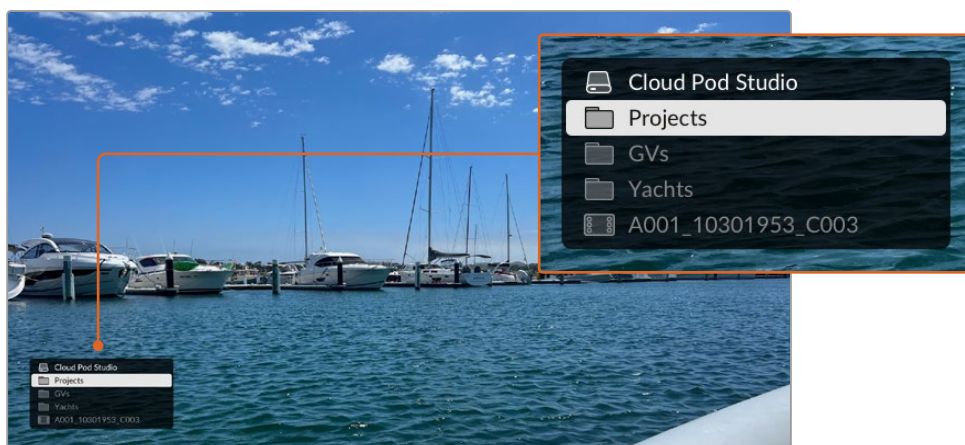 Cloud Pod Studio
Projects
GVs
Yachts
A001_10301953_C003
Cloud Pod Studio
Projects
GVs
Yachts
A001_10301953_C003